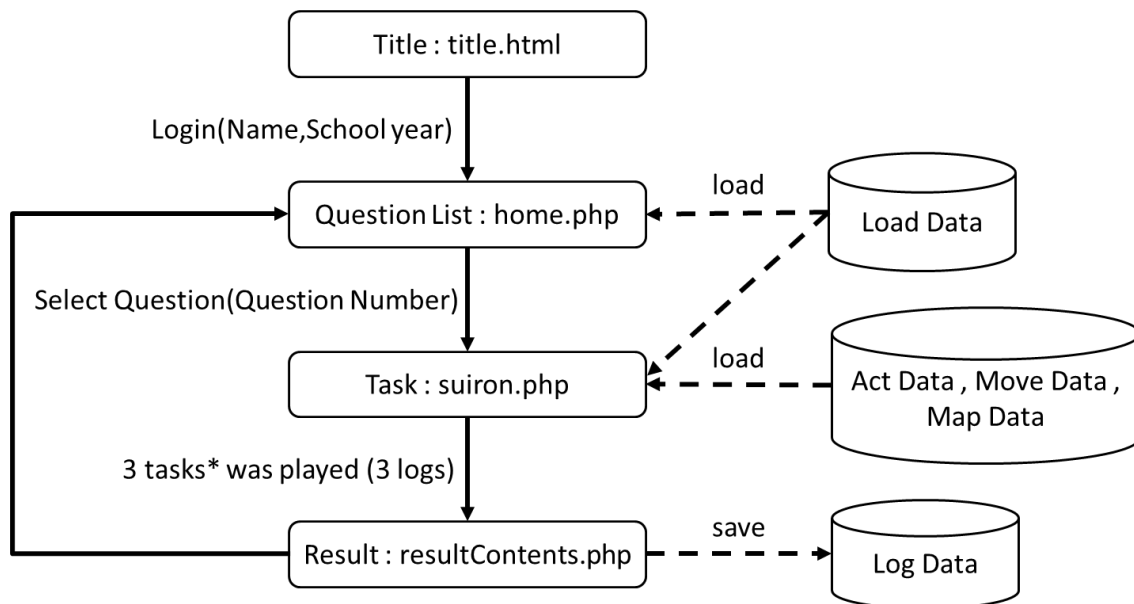 Title : title.html
Login(Name,School year)
Question List : home.php
load
Load Data
Select Question(Question Number)
Task : suiron.php
load
Act Data , Move Data ,
Map Data
3 tasks* was played (3 logs)
Result : resultContents.php
save
Log Data